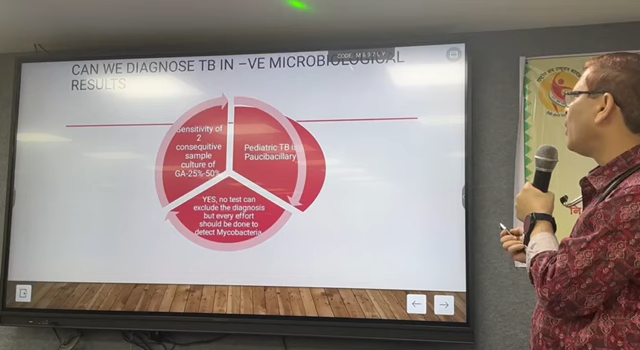 CODE: M597LY
CAN WE DIAGNOSE TB IN –VE MICROBIOLOGICAL
RESULTS
Sensitivity of
2
consequitive
sample
culture of
GA-25%-50%
Pediatric TB is
Paucibacillary
YES, no test can
exclude the diagnosis
but every effort
should be done to
detect Mycobacteria